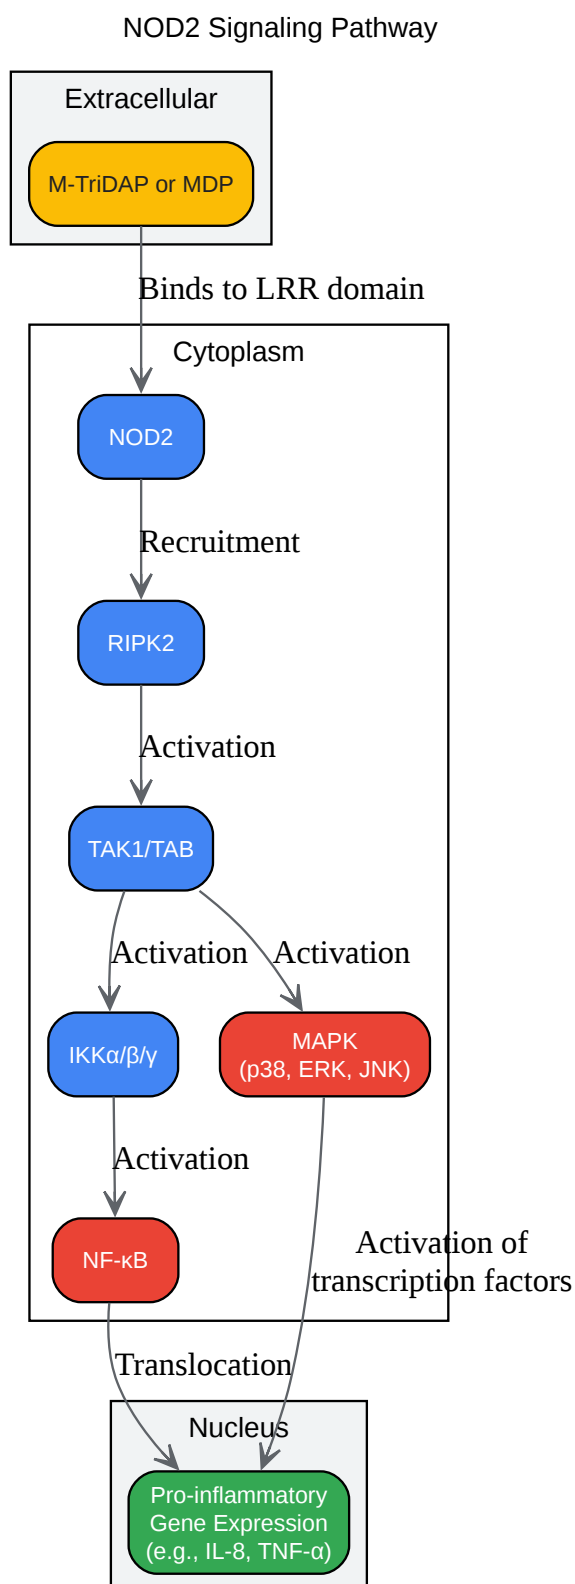 NOD2 Signaling Pathway
Extracellular
M-TriDAP or MDP
Binds to LRR domain
Cytoplasm
NOD2
Recruitment
RIPK2
Activation
TAK1/TAB
Activation
Activation
IKKα/β/γ
MAPK
(p38, ERK, JNK)
Activation
NF-κB
Activation of
transcription factors
Translocation
Nucleus
Pro-inflammatory
Gene Expression
(e.g., IL-8, TNF-α)